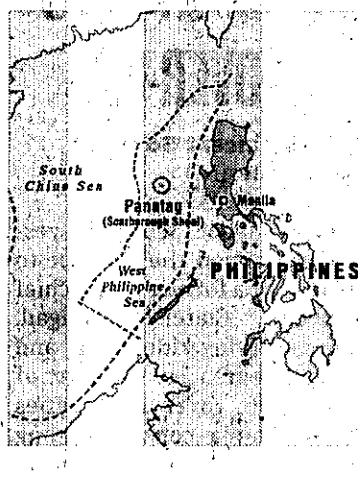 South
China Sea
Panatag
(Scarborough Shoal)
Manila
West
Philippine
Sea
PHILIPPINES